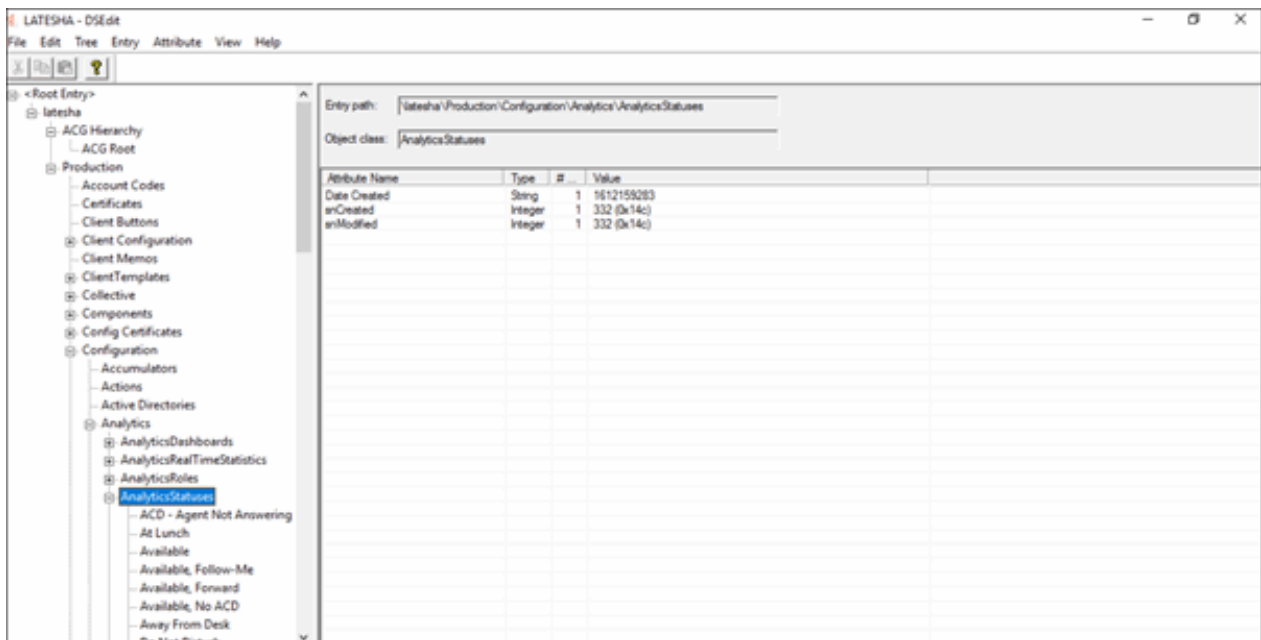 LATESHA - DSEdit
File Edit Tree Entry Attribute View Help
<Root Entry>
latesha
ACG Hierarchy
ACG Root
Production
Account Codes
Certificates
Client Buttons
Client Configuration
Client Memos
ClientTemplates
Collective
Components
Config Certificates
Configuration
Accumulators
Actions
Active Directories
Analytics
AnalyticsDashboards
AnalyticsRealTimeStatistics
AnalyticsRoles
AnalyticsStatuses
ACD - Agent Not Answering
At Lunch
Available
Available, Follow-Me
Available, Forward
Available, No ACD
Away From Desk
Entry path: \latesha\Production\Configuration\Analytics\AnalyticsStatuses
Object class: AnalyticsStatuses
Attribute Name Type # ... Value
Date Created String 1 1612159283
snCreated Integer 1 332 (0x14c)
snModified Integer 1 332 (0x14c)